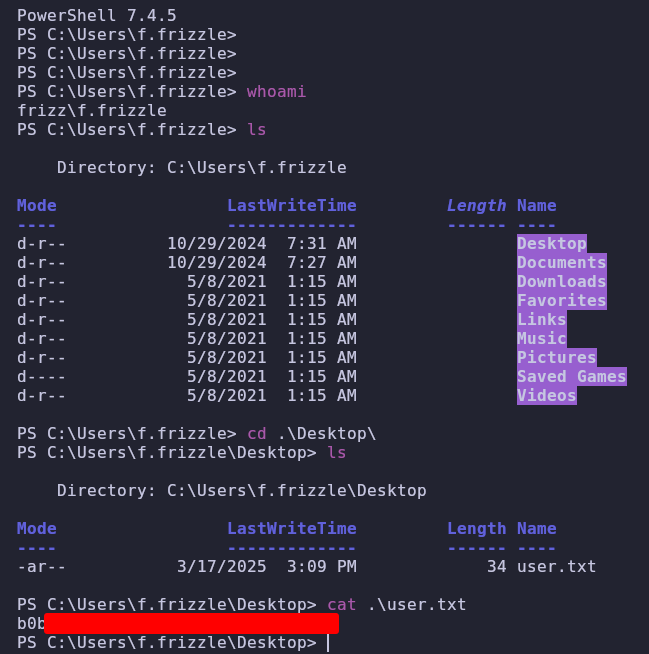 PowerShell 7.4.5
PS C:\Users\f.frizzle>
PS C:\Users\f.frizzle>
PS C:\Users\f.frizzle>
PS C:\Users\f.frizzle> whoami
frizz\f.frizzle
PS C:\Users\f.frizzle> ls
    Directory: C:\Users\f.frizzle
Mode                 LastWriteTime         Length Name
----                 -------------         ------ ----
d-r--          10/29/2024  7:31 AM                Desktop
d-r--          10/29/2024  7:27 AM                Documents
d-r--            5/8/2021  1:15 AM                Downloads
d-r--            5/8/2021  1:15 AM                Favorites
d-r--            5/8/2021  1:15 AM                Links
d-r--            5/8/2021  1:15 AM                Music
d-r--            5/8/2021  1:15 AM                Pictures
d----            5/8/2021  1:15 AM                Saved Games
d-r--            5/8/2021  1:15 AM                Videos
PS C:\Users\f.frizzle> cd .\Desktop\
PS C:\Users\f.frizzle\Desktop> ls
    Directory: C:\Users\f.frizzle\Desktop
Mode                 LastWriteTime         Length Name
----                 -------------         ------ ----
-ar--           3/17/2025  3:09 PM             34 user.txt
PS C:\Users\f.frizzle\Desktop> cat .\user.txt
b0b
PS C:\Users\f.frizzle\Desktop>